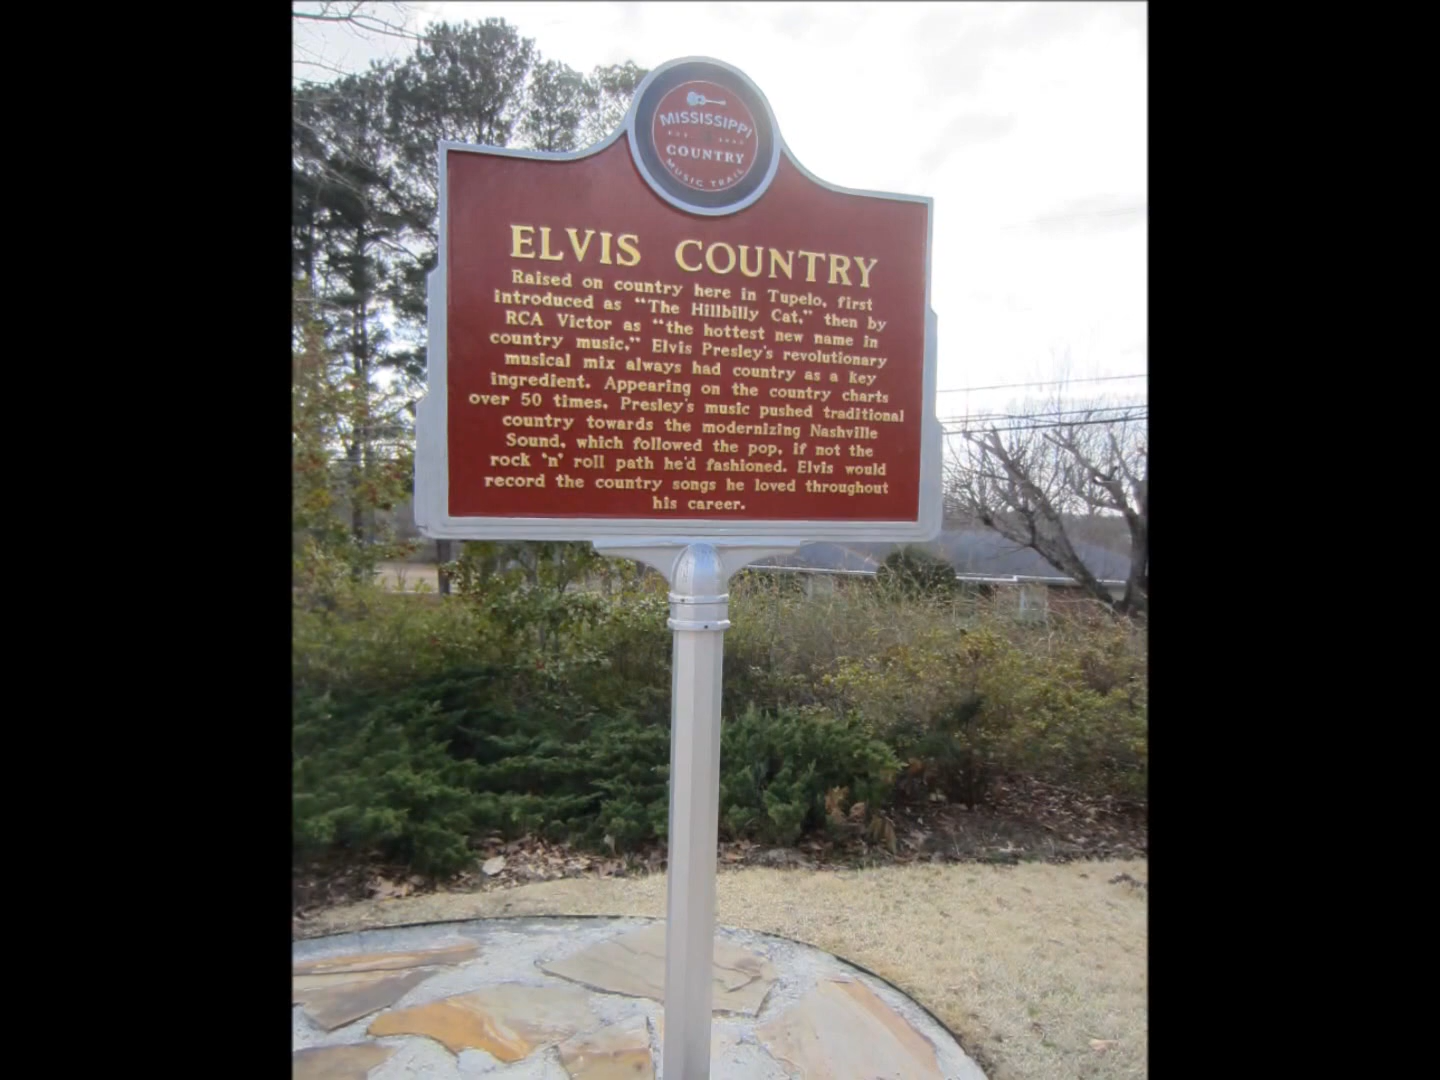 MISSISSIPPI
EST.
COUNTRY
MUSIC TRAIL
ELVIS COUNTRY
Raised on country here in Tupelo, first
introduced as "The Hillbilly Cat," then by
RCA Victor as "the hottest new name in
country music," Elvis Presley's revolutionary
musical mix always had country as a key
ingredient. Appearing on the country charts
over 50 times, Presley's music pushed traditional
country towards the modernizing Nashville
Sound, which followed the pop, if not the
rock 'n' roll path he'd fashioned. Elvis would
record the country songs he loved throughout
his career.